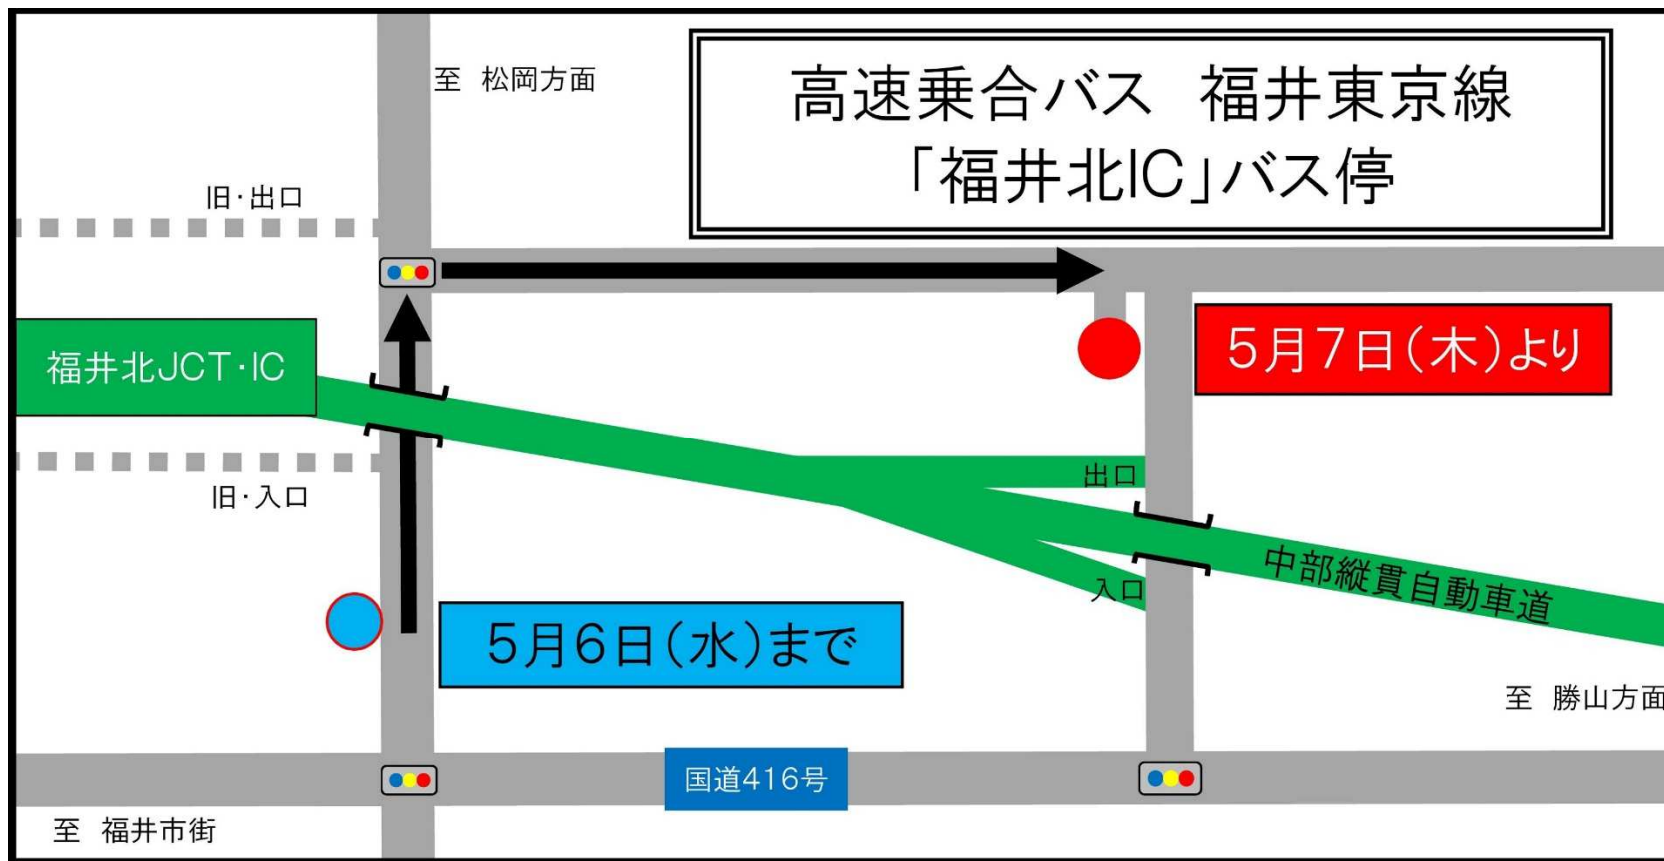 至 松岡方面
高速乗合バス 福井東京線
「福井北IC」バス停
旧・出口
福井北JCT・IC
5月7日(木)より
旧・入口
出口
入口
中部縦貫自動車道
5月6日(水)まで
至 勝山方面
国道416号
至 福井市街